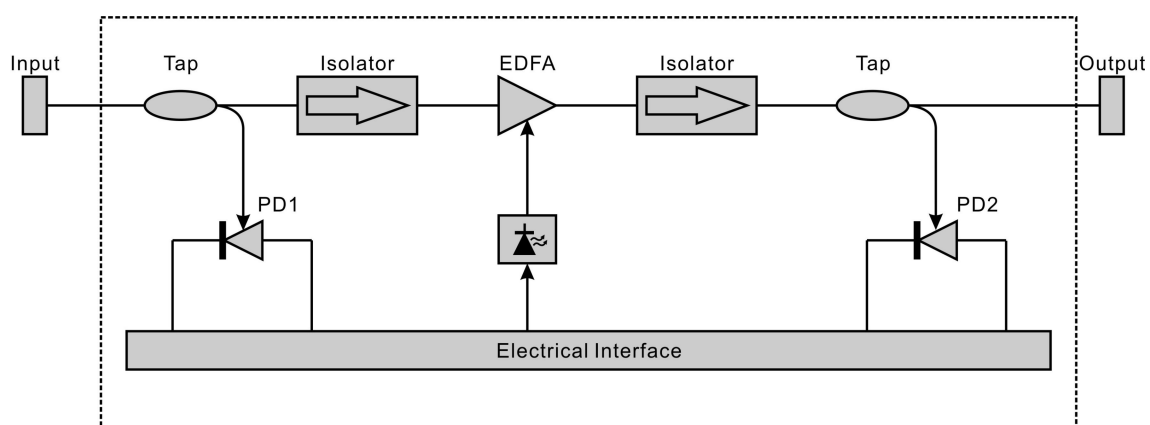 Input
Tap
Isolator
EDFA
Isolator
Tap
Output
PD1
PD2
Electrical Interface